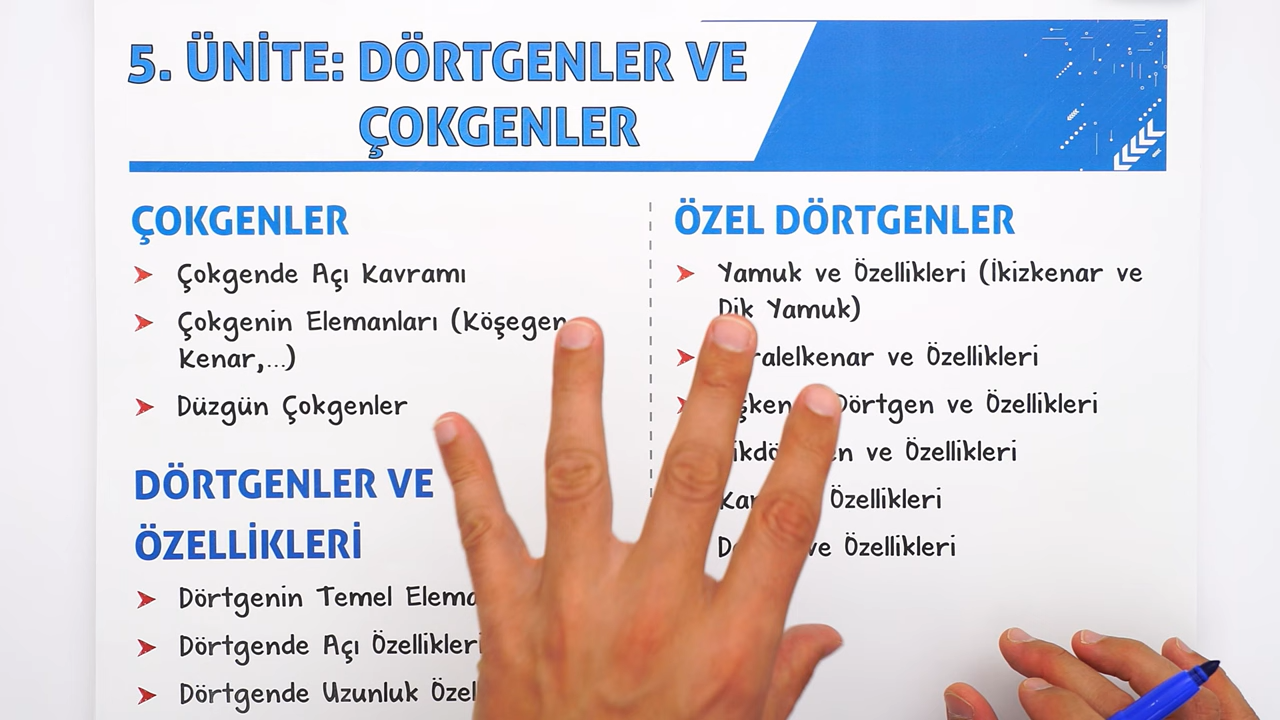 5. ÜNİTE: DÖRTGENLER VE
ÇOKGENLER
ÇOKGENLER
Çokgende Açı Kavramı
Çokgenin Elemanları (Köşegen
Kenar,...)
Düzgün Çokgenler
DÖRTGENLER VE
ÖZELLİKLERİ
Dörtgenin Temel
Dörtgende Açı Özellikleri
Dörtgende Uzunluk
ÖZEL DÖRTGENLER
Yamuk ve Özellikleri (İkizkenar ve
Dik Yamuk)
ve Özellikleri
Dörtgen ve Özellikleri
ve Özellikleri
Özellikleri
ve Özellikleri